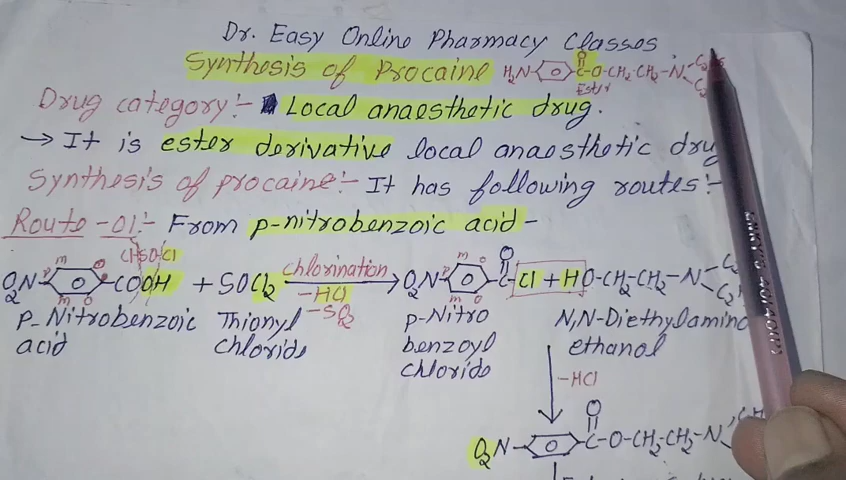 Dr. Easy Online Pharmacy Classes
Synthesis of Procaine H₂N C-O-CH₂-CH₂-N
O
Ester
Drug category:- Local anaesthetic drug.
→ It is ester derivative local anaesthetic drug
Synthesis of procaine:- It has following routes:-
Route -01:- From p-nitrobenzoic acid-
O₂N COOH + SOCl₂ chlorination -HCl -SO₂ O₂N C Cl + HO-CH₂-CH₂-N
O
p-Nitrobenzoic acid
Thionyl chloride
p-Nitro benzoyl chloride
N,N-Diethylamino ethanol
-HCl
O₂N C-O-CH₂-CH₂-N
O